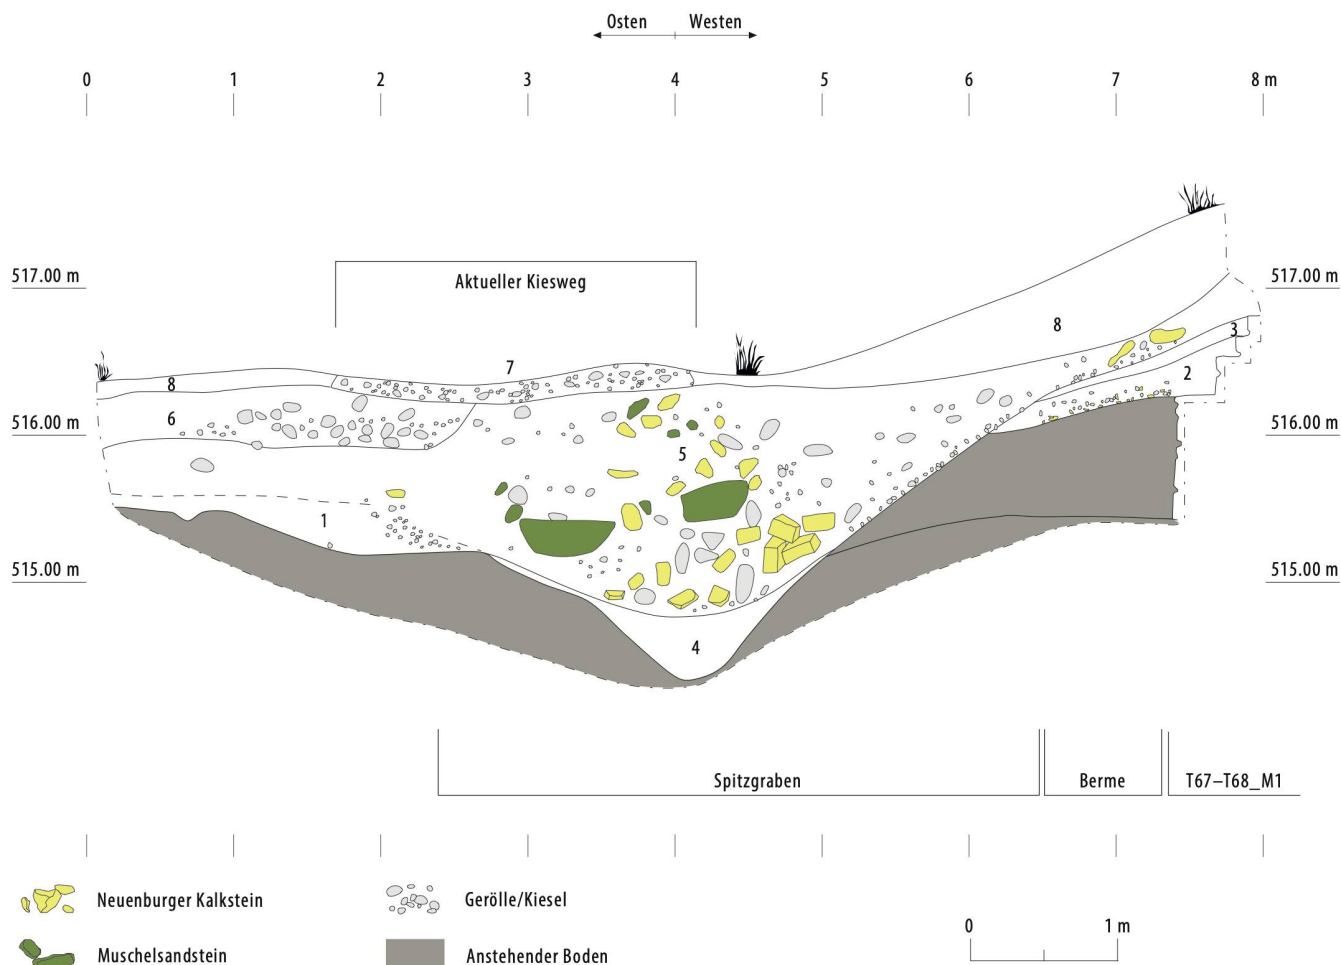 Osten Westen
0 1 2 3 4 5 6 7 8 m
517.00 m Aktueller Kiesweg 517.00 m
8
3
7
2
8
6
516.00 m 516.00 m
5
1
515.00 m 515.00 m
4
Spitzgraben Berme T67–T68_M1
Neuenburger Kalkstein Gerölle/Kiesel
0 1 m
Muschelsandstein Anstehender Boden